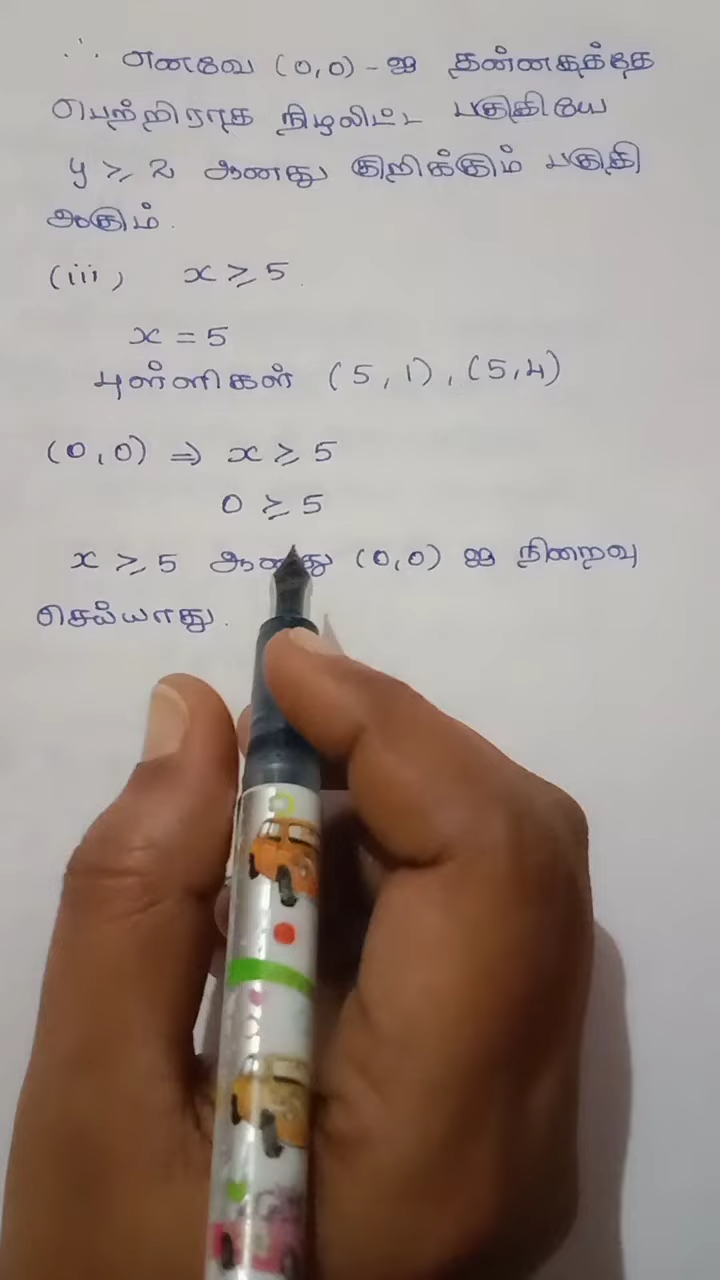 ∴ எனவே (0,0) - ஐ தன்னகத்தே
பெற்றிராத நிழலிட்ட பகுதியே
y ≥ 2 ஆனது குறிக்கும் பகுதி
ஆகும்.
(iii) x ≥ 5.
x = 5
புள்ளிகள் (5,1), (5,4)
(0,0) ⇒ x ≥ 5
0 ≥ 5
x ≥ 5 ஆனது (0,0) ஐ நிறைவு
செய்யாது.